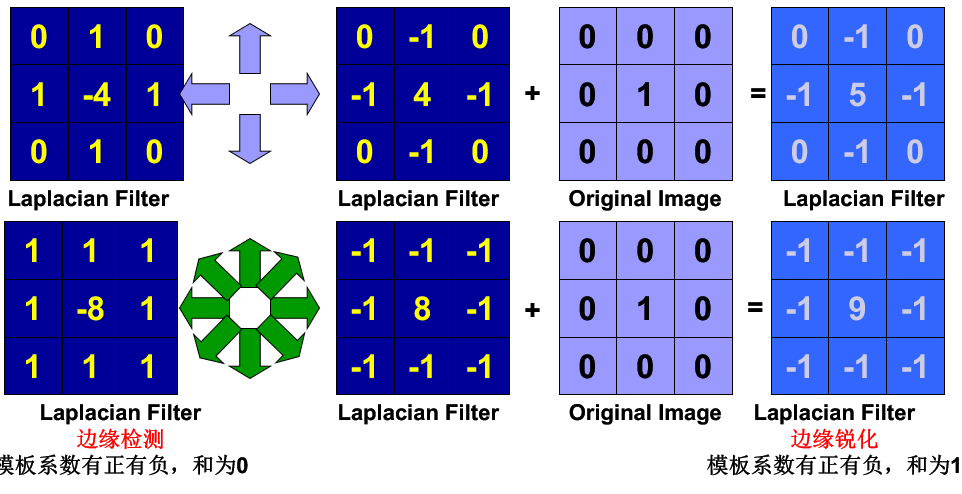 0 1 0 0 -1 0 0 0 0 0 -1 0
1 -4 1 -1 4 -1 + 0 1 0 = -1 5 -1
0 1 0 0 -1 0 0 0 0 0 -1 0
Laplacian Filter Laplacian Filter Original Image Laplacian Filter
1 1 1 -1 -1 -1 0 0 0 -1 -1 -1
1 -8 1 -1 8 -1 + 0 1 0 = -1 9 -1
1 1 1 -1 -1 -1 0 0 0 -1 -1 -1
Laplacian Filter Laplacian Filter Original Image Laplacian Filter
边缘检测 边缘锐化
模板系数有正有负，和为0 模板系数有正有负，和为1